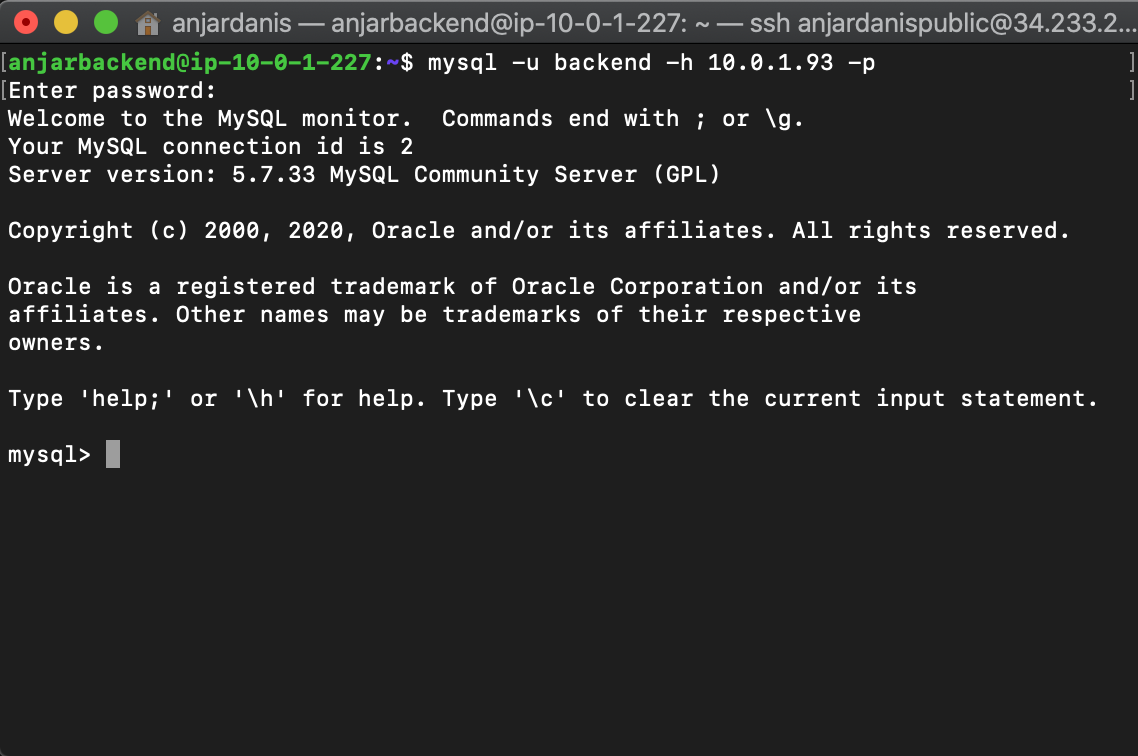 anjardanis — anjarbackend@ip-10-0-1-227: ~ — ssh anjardanispublic@34.233.2...
[anjarbackend@ip-10-0-1-227:~$ mysql -u backend -h 10.0.1.93 -p ]
[Enter password: ]
Welcome to the MySQL monitor.  Commands end with ; or \g.
Your MySQL connection id is 2
Server version: 5.7.33 MySQL Community Server (GPL)
Copyright (c) 2000, 2020, Oracle and/or its affiliates. All rights reserved.
Oracle is a registered trademark of Oracle Corporation and/or its
affiliates. Other names may be trademarks of their respective
owners.
Type 'help;' or '\h' for help. Type '\c' to clear the current input statement.
mysql>